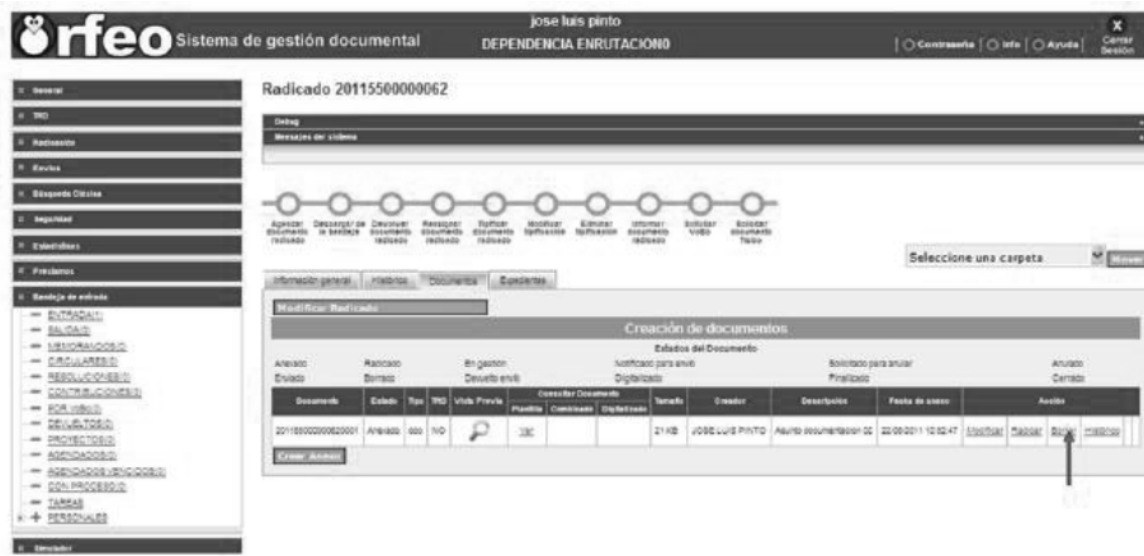 jose luis pinto
Orfeo Sistema de gestión documental
DEPENDENCIA ENRUTACION0
Contraseña
Info
Ayuda
X
Cerrar Sesión
General
TRD
Radicación
Envíos
Búsqueda Clásica
Seguridad
Estadísticas
Préstamos
Bandeja de entrada
ENTRADA(1)
SALIDA(0)
MEMORANDOS(0)
CIRCULARES(0)
RESOLUCIONES(0)
CONTRIBUCIONES(0)
POR VoBo(0)
DEVUELTOS(0)
PROYECTOS(0)
AGENDADOS(0)
AGENDADOS VENCIDOS(0)
CON PROCESO(0)
TAREAS
PERSONALES
Simulador
Radicado 20115500000062
Debug
Mensajes del sistema
Agendar documento radicado
Descargar de la bandeja
Devolver documento radicado
Reasignar documento radicado
Tipificar documento radicado
Modificar tipificación
Eliminar tipificación
Informar documento radicado
Solicitar VoBo
Solicitar documento físico
Seleccione una carpeta
Mover
Información general
Histórico
Documentos
Expedientes
Modificar Radicado
Creación de documentos
Estados del Documento
Anexado Radicado En gestión Notificado para envío Solicitado para anular Anulado
Enviado Borrado Devuelto envío Digitalizado Finalizado Cerrado
Documento Estado Tipo TRD Vista Previa Consultar Documento Tamaño Creador Descripción Fecha de anexo Acción
Plantilla Combinado Digitalizado
Anexado NO Ver 21 KB JOSE LUIS PINTO Asunto documentacion 02 Modificar Radicar Borrar Histórico
Crear Anexo